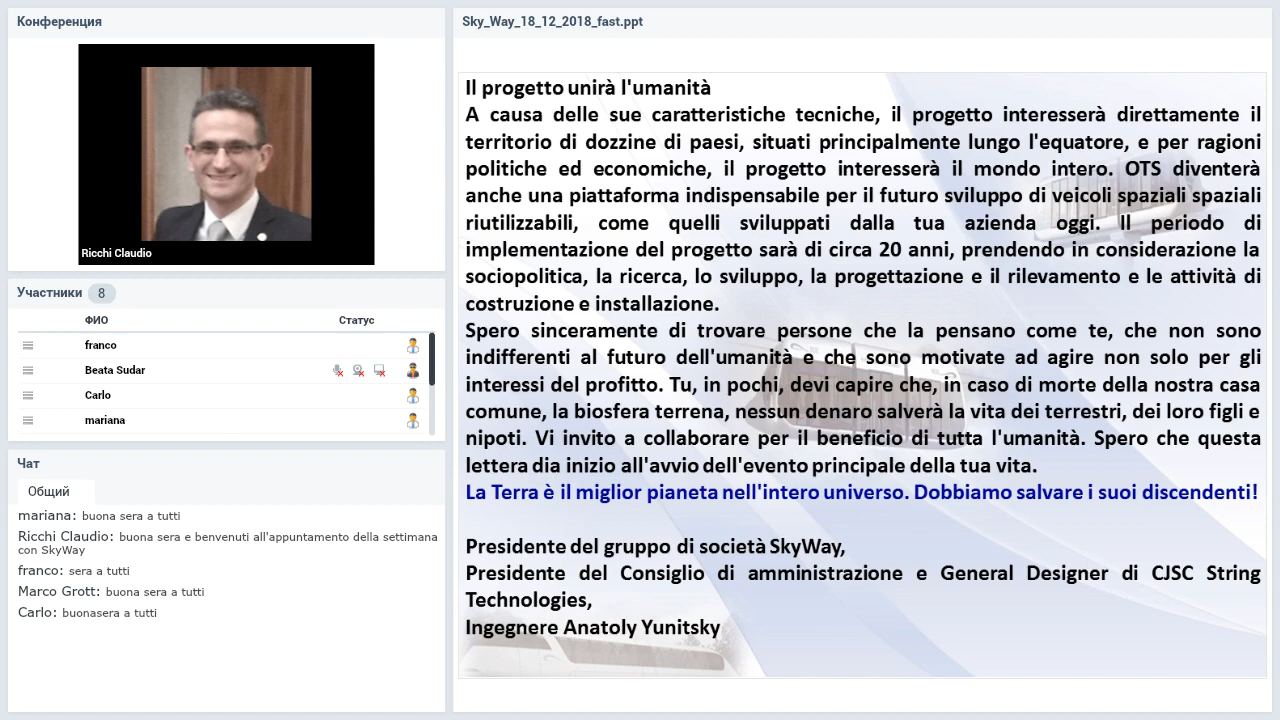 Конференция
Ricchi Claudio
Участники 8
ФИО Статус
franco
Beata Sudar
Carlo
mariana
Чат
Общий
mariana: buona sera a tutti
Ricchi Claudio: buona sera e benvenuti all'appuntamento della settimana
con SkyWay
franco: sera a tutti
Marco Grott: buona sera a tutti
Carlo: buonasera a tutti
Sky_Way_18_12_2018_fast.ppt
Il progetto unirà l'umanità
A causa delle sue caratteristiche tecniche, il progetto interesserà direttamente il
territorio di dozzine di paesi, situati principalmente lungo l'equatore, e per ragioni
politiche ed economiche, il progetto interesserà il mondo intero. OTS diventerà
anche una piattaforma indispensabile per il futuro sviluppo di veicoli spaziali spaziali
riutilizzabili, come quelli sviluppati dalla tua azienda oggi. Il periodo di
implementazione del progetto sarà di circa 20 anni, prendendo in considerazione la
sociopolitica, la ricerca, lo sviluppo, la progettazione e il rilevamento e le attività di
costruzione e installazione.
Spero sinceramente di trovare persone che la pensano come te, che non sono
indifferenti al futuro dell'umanità e che sono motivate ad agire non solo per gli
interessi del profitto. Tu, in pochi, devi capire che, in caso di morte della nostra casa
comune, la biosfera terrena, nessun denaro salverà la vita dei terrestri, dei loro figli e
nipoti. Vi invito a collaborare per il beneficio di tutta l'umanità. Spero che questa
lettera dia inizio all'avvio dell'evento principale della tua vita.
La Terra è il miglior pianeta nell'intero universo. Dobbiamo salvare i suoi discendenti!
Presidente del gruppo di società SkyWay,
Presidente del Consiglio di amministrazione e General Designer di CJSC String
Technologies,
Ingegnere Anatoly Yunitsky